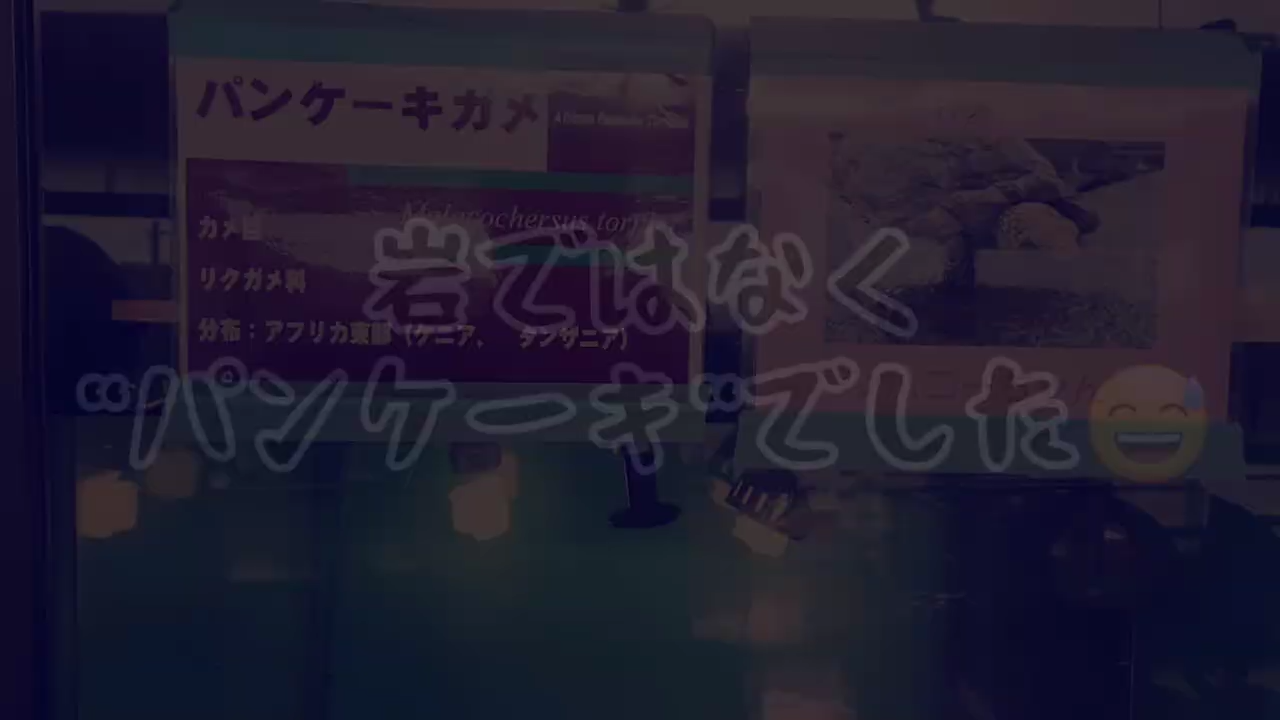 パンケーキカメ
カメ目
リクガメ科
分布：アフリカ東部（ケニア、　タンザニア）
岩ではなく
“パンケーキ“でした😅